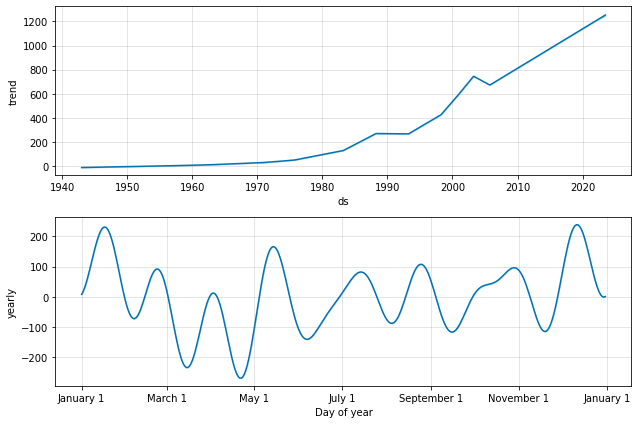 1200
1000
800
600
400
200
0
trend
1940 1950 1960 1970 1980 1990 2000 2010 2020
ds
200
100
0
−100
−200
yearly
January 1 March 1 May 1 July 1 September 1 November 1 January 1
Day of year